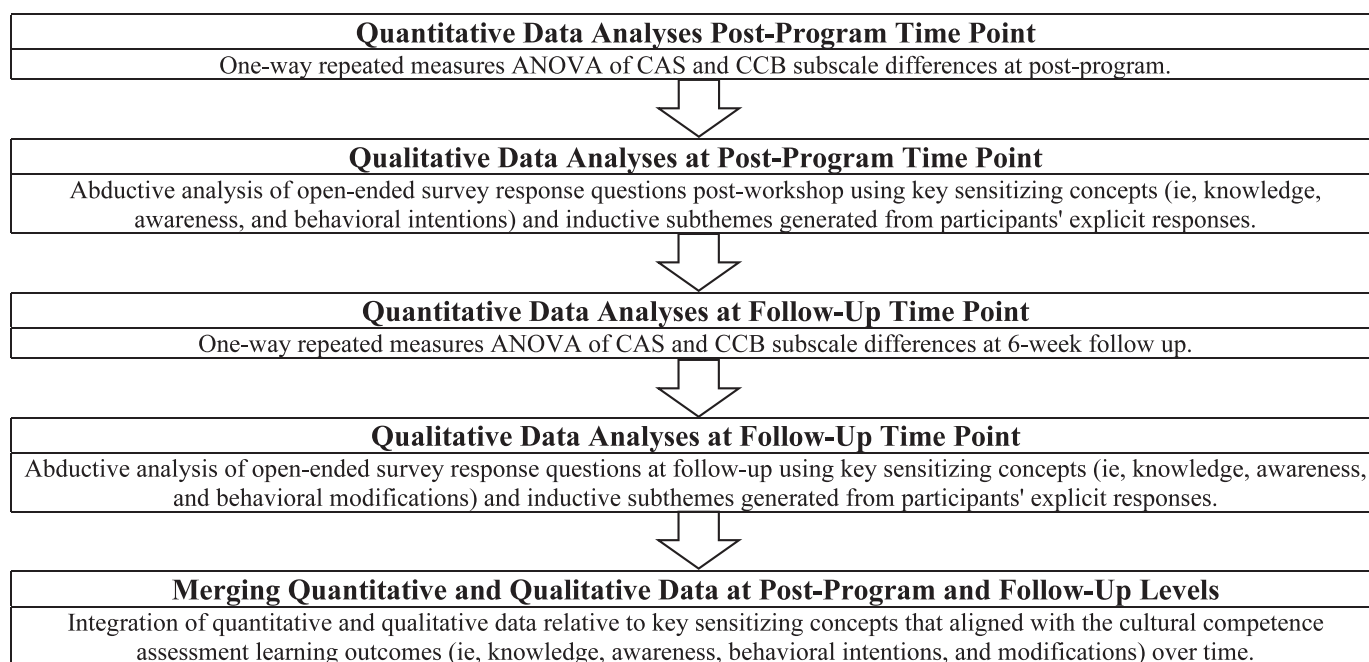 Quantitative Data Analyses Post-Program Time Point
One-way repeated measures ANOVA of CAS and CCB subscale differences at post-program.
Qualitative Data Analyses at Post-Program Time Point
Abductive analysis of open-ended survey response questions post-workshop using key sensitizing concepts (ie, knowledge,
awareness, and behavioral intentions) and inductive subthemes generated from participants' explicit responses.
Quantitative Data Analyses at Follow-Up Time Point
One-way repeated measures ANOVA of CAS and CCB subscale differences at 6-week follow up.
Qualitative Data Analyses at Follow-Up Time Point
Abductive analysis of open-ended survey response questions at follow-up using key sensitizing concepts (ie, knowledge, awareness,
and behavioral modifications) and inductive subthemes generated from participants' explicit responses.
Merging Quantitative and Qualitative Data at Post-Program and Follow-Up Levels
Integration of quantitative and qualitative data relative to key sensitizing concepts that aligned with the cultural competence
assessment learning outcomes (ie, knowledge, awareness, behavioral intentions, and modifications) over time.